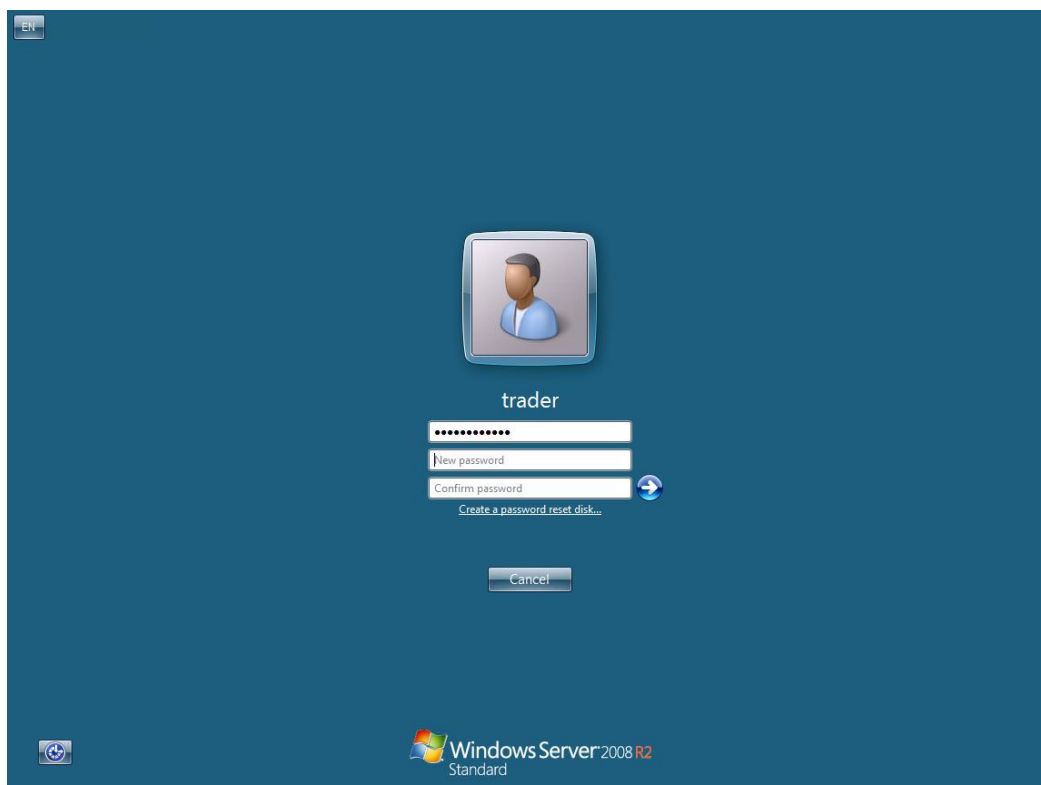 EN
trader
••••••••••••
New password
Confirm password
Create a password reset disk...
Cancel
Windows Server 2008 R2
Standard